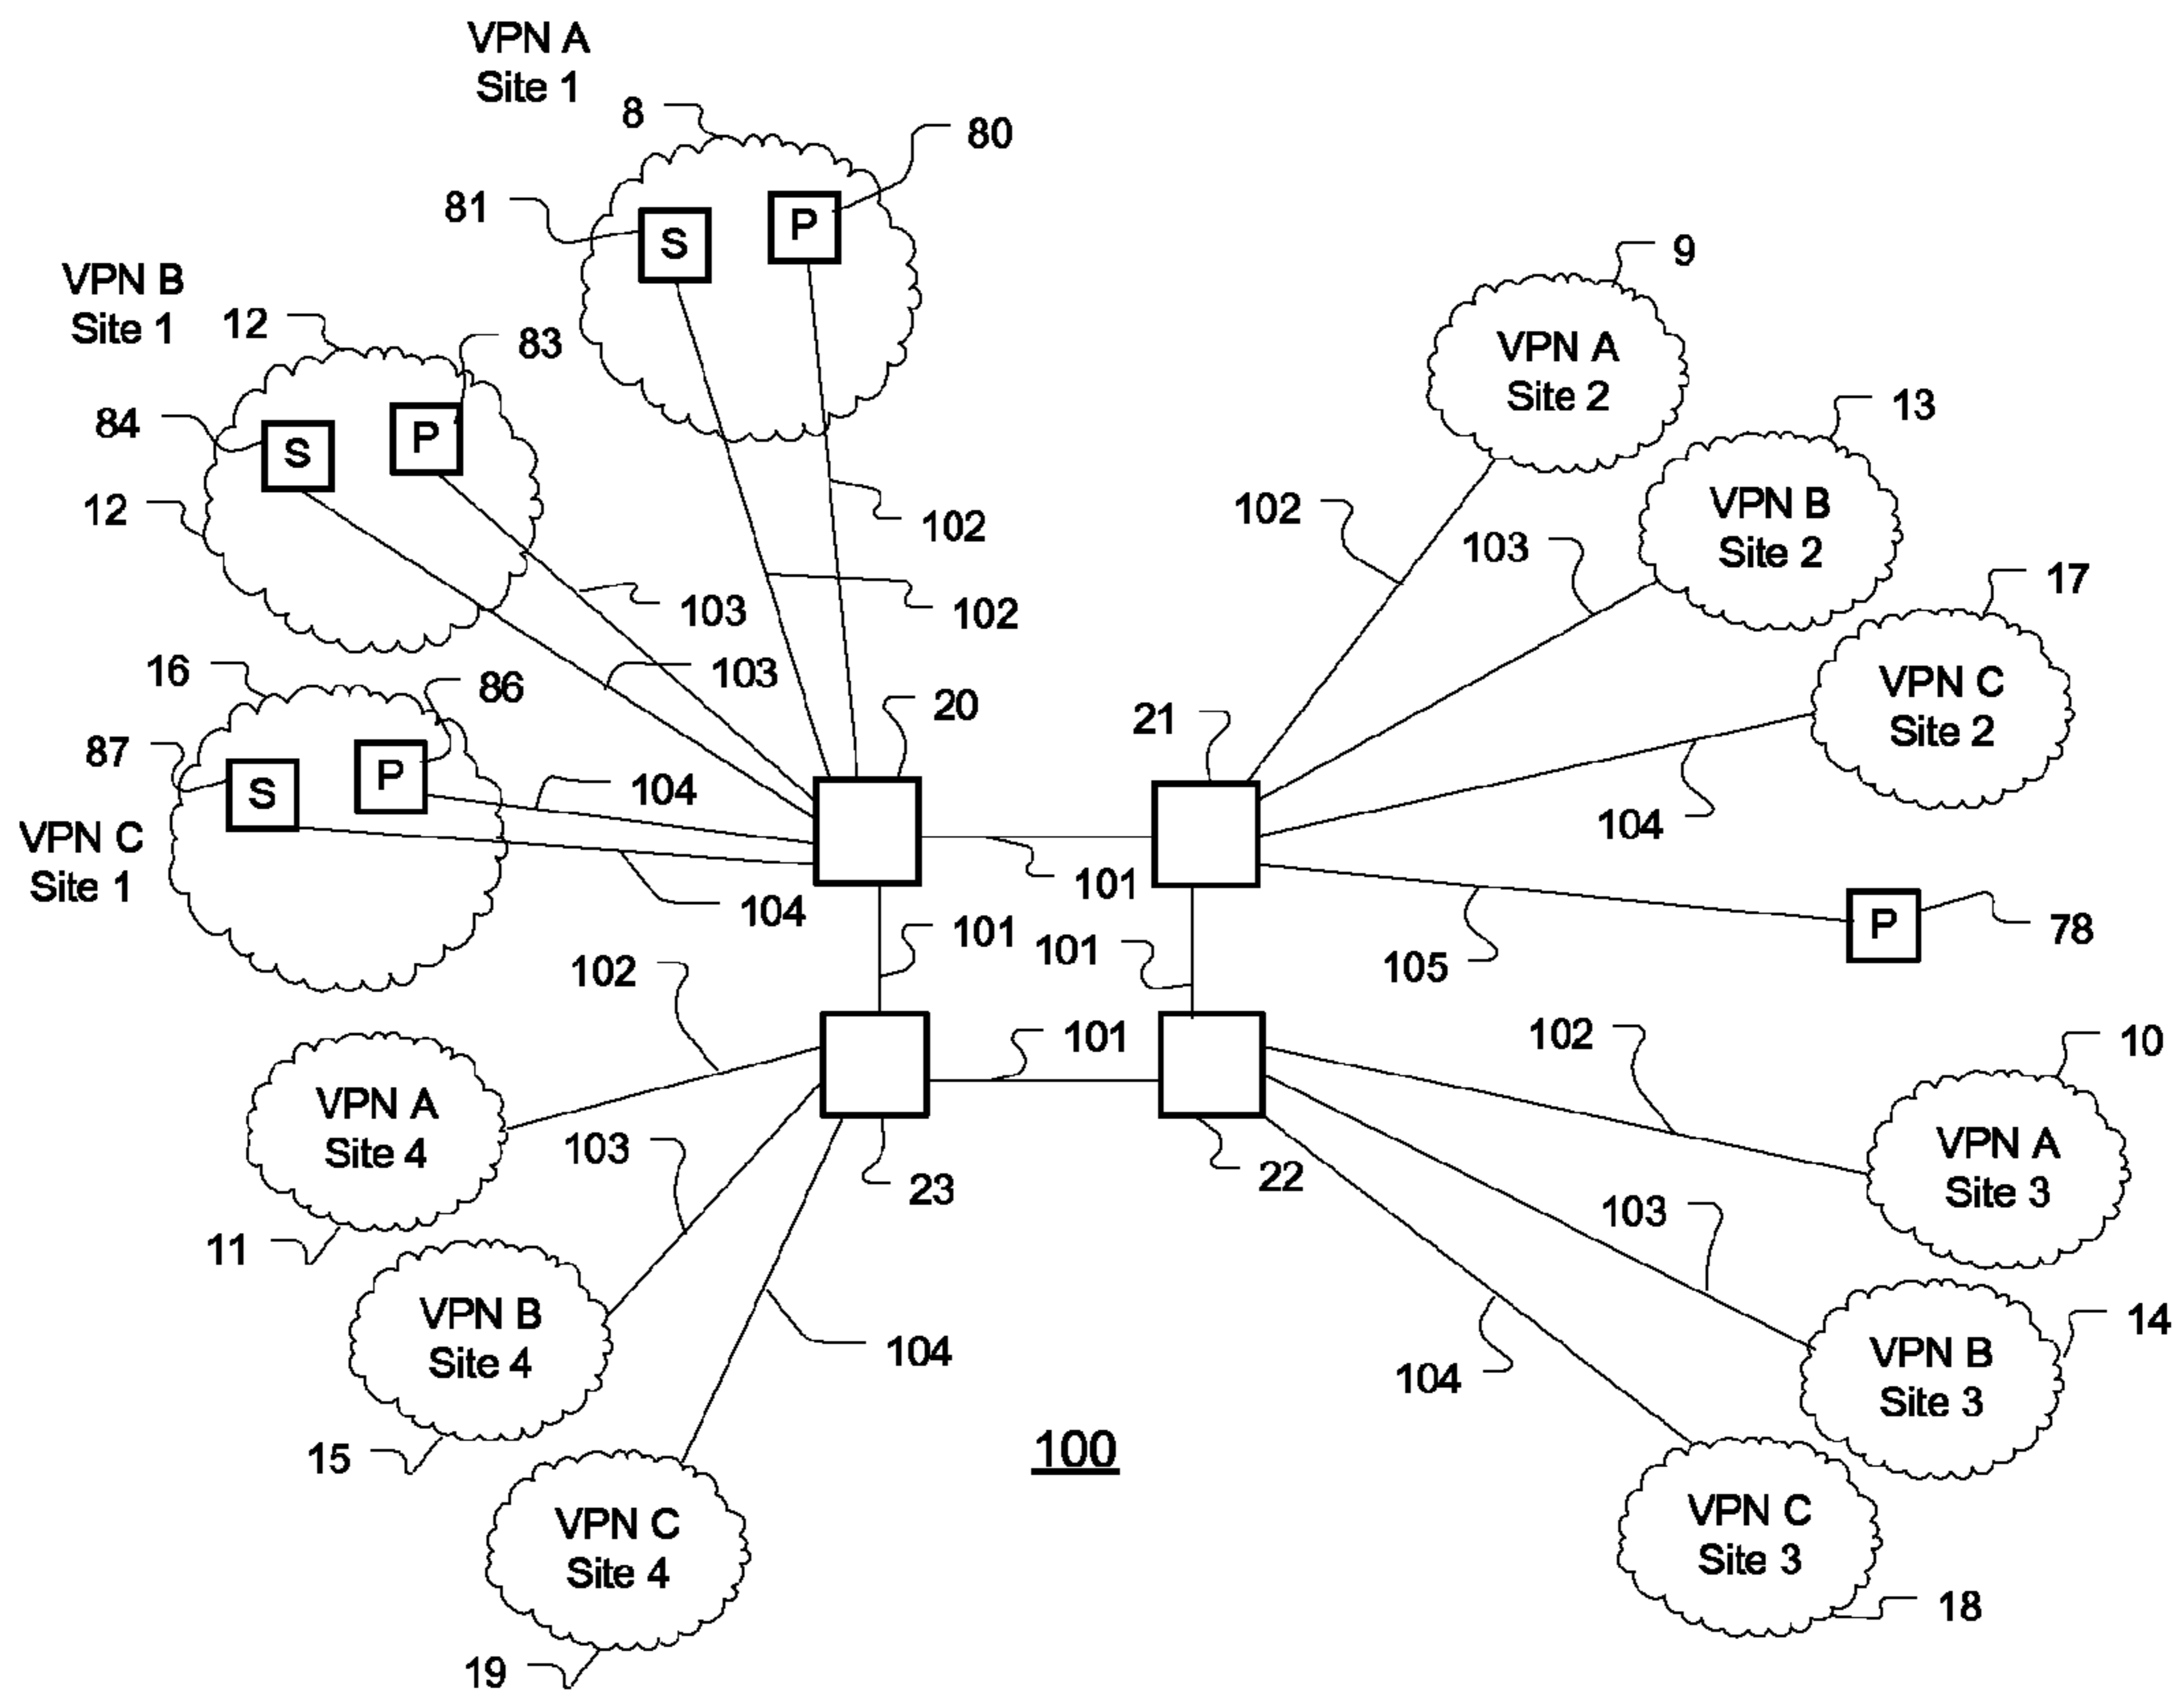 VPN A
Site 1
8
80
81
S
P
VPN B
Site 1
12
83
84
S
P
12
102
102
103
103
9
VPN A
Site 2
13
102
VPN B
Site 2
103
17
VPN C
Site 2
104
16
86
87
S
P
VPN C
Site 1
104
104
20
21
101
101
101
105
P
78
102
101
102
10
VPN A
Site 4
103
11
23
22
VPN A
Site 3
103
VPN B
Site 4
104
15
104
VPN B
Site 3
14
100
VPN C
Site 4
19
VPN C
Site 3
18